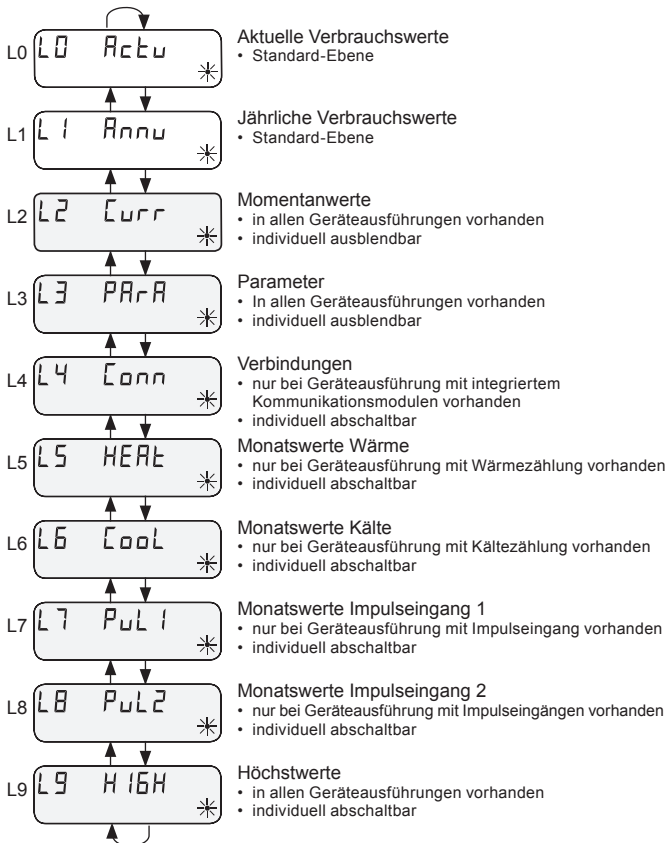 L0 L0 Actu
Aktuelle Verbrauchswerte
• Standard-Ebene
L1 L1 Annu
Jährliche Verbrauchswerte
• Standard-Ebene
L2 L2 Curr
Momentanwerte
• in allen Geräteausführungen vorhanden
• individuell ausblendbar
L3 L3 PArA
Parameter
• In allen Geräteausführungen vorhanden
• individuell ausblendbar
L4 L4 Conn
Verbindungen
• nur bei Geräteausführung mit integriertem
Kommunikationsmodulen vorhanden
• individuell abschaltbar
L5 L5 HEAt
Monatswerte Wärme
• nur bei Geräteausführung mit Wärmezählung vorhanden
• individuell abschaltbar
L6 L6 CooL
Monatswerte Kälte
• nur bei Geräteausführung mit Kältezählung vorhanden
• individuell abschaltbar
L7 L7 PuL1
Monatswerte Impulseingang 1
• nur bei Geräteausführung mit Impulseingang vorhanden
• individuell abschaltbar
L8 L8 PuL2
Monatswerte Impulseingang 2
• nur bei Geräteausführung mit Impulseingängen vorhanden
• individuell abschaltbar
L9 L9 HIGH
Höchstwerte
• in allen Geräteausführungen vorhanden
• individuell abschaltbar